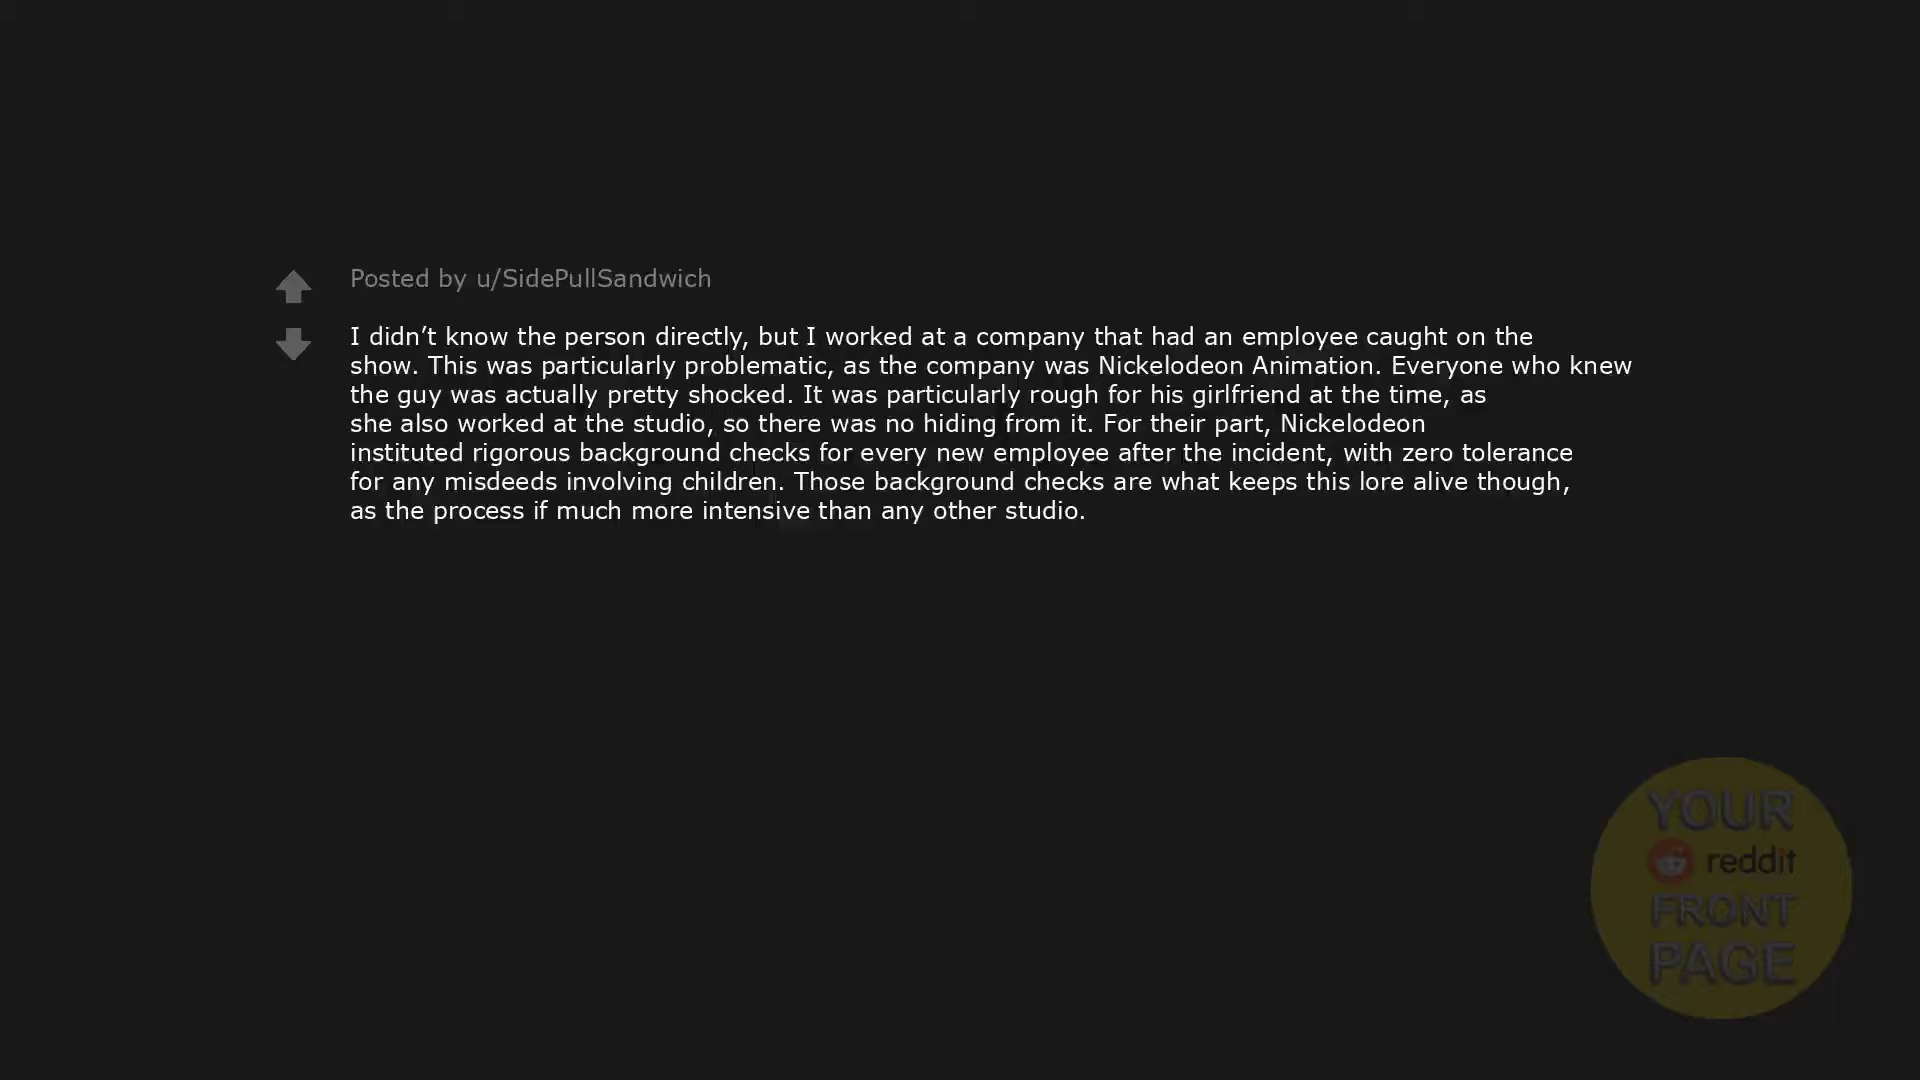 Posted by u/SidePullSandwich
I didn’t know the person directly, but I worked at a company that had an employee caught on the
show. This was particularly problematic, as the company was Nickelodeon Animation. Everyone who knew
the guy was actually pretty shocked. It was particularly rough for his girlfriend at the time, as
she also worked at the studio, so there was no hiding from it. For their part, Nickelodeon
instituted rigorous background checks for every new employee after the incident, with zero tolerance
for any misdeeds involving children. Those background checks are what keeps this lore alive though,
as the process if much more intensive than any other studio.
YOUR
reddit
FRONT
PAGE